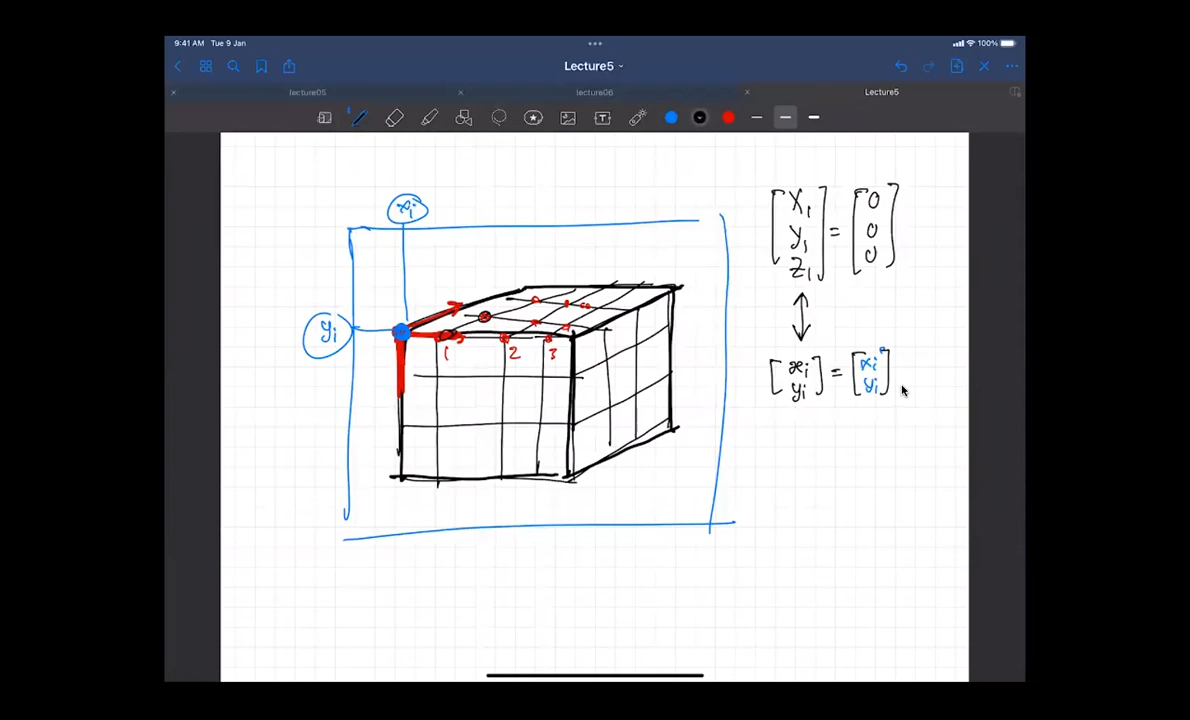 9:41 AM Tue 9 Jan
100%
Lecture5
lecture05
lecture06
Lecture5
xi
yi
1 2 3
[X1 y1 z1] = [0 0 0]
[xi yi] = [xi yi]